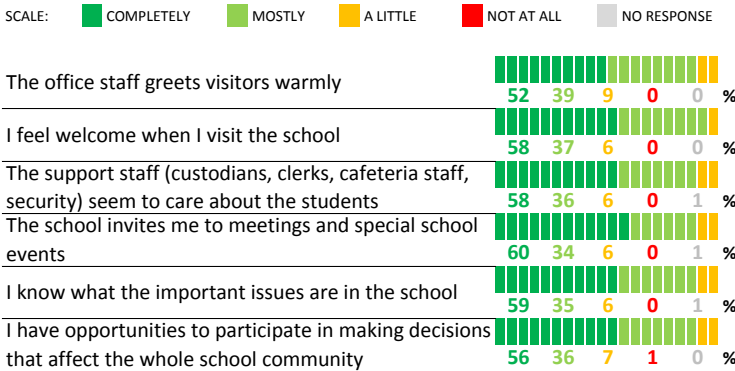 SCALE: COMPLETELY MOSTLY A LITTLE NOT AT ALL NO RESPONSE
The office staff greets visitors warmly
52 39 9 0 0 %
I feel welcome when I visit the school
58 37 6 0 0 %
The support staff (custodians, clerks, cafeteria staff,
security) seem to care about the students
58 36 6 0 1 %
The school invites me to meetings and special school
events
60 34 6 0 1 %
I know what the important issues are in the school
59 35 6 0 1 %
I have opportunities to participate in making decisions
that affect the whole school community
56 36 7 1 0 %